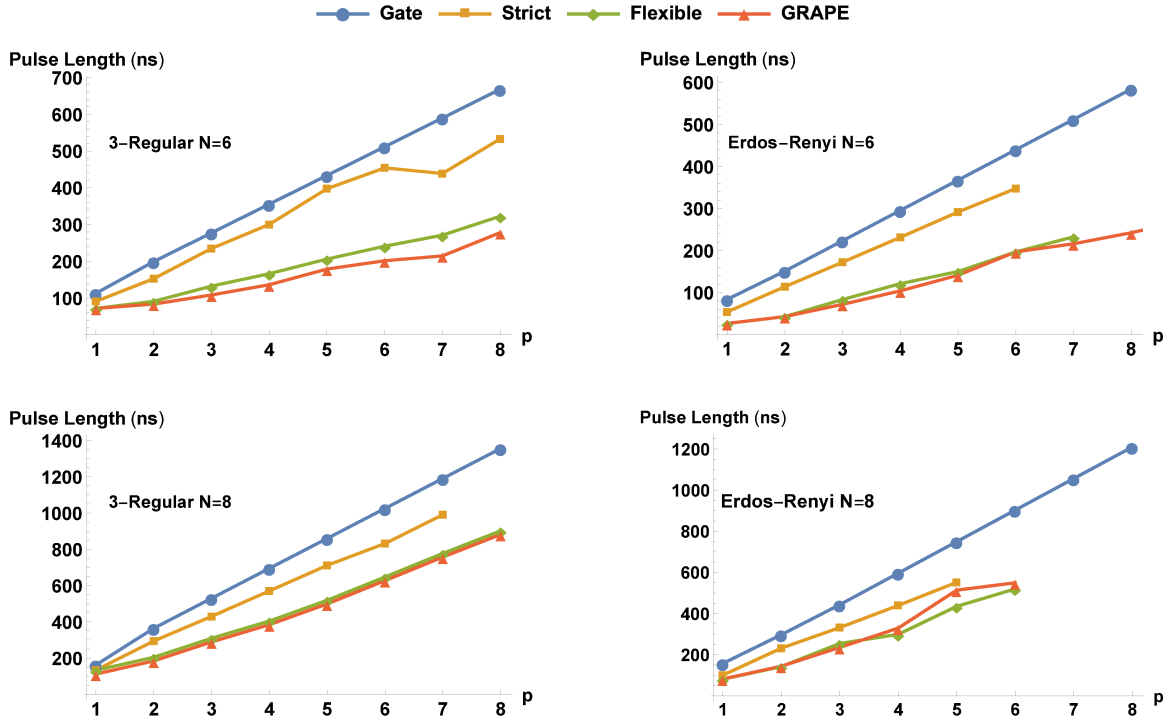 Gate Strict Flexible GRAPE
Pulse Length (ns)
700
600
500
400
300
200
100
3-Regular N=6
1 2 3 4 5 6 7 8 p
Pulse Length (ns)
600
500
400
300
200
100
Erdos-Renyi N=6
1 2 3 4 5 6 7 8 p
Pulse Length (ns)
1400
1200
1000
800
600
400
200
3-Regular N=8
1 2 3 4 5 6 7 8 p
Pulse Length (ns)
1200
1000
800
600
400
200
Erdos-Renyi N=8
1 2 3 4 5 6 7 8 p